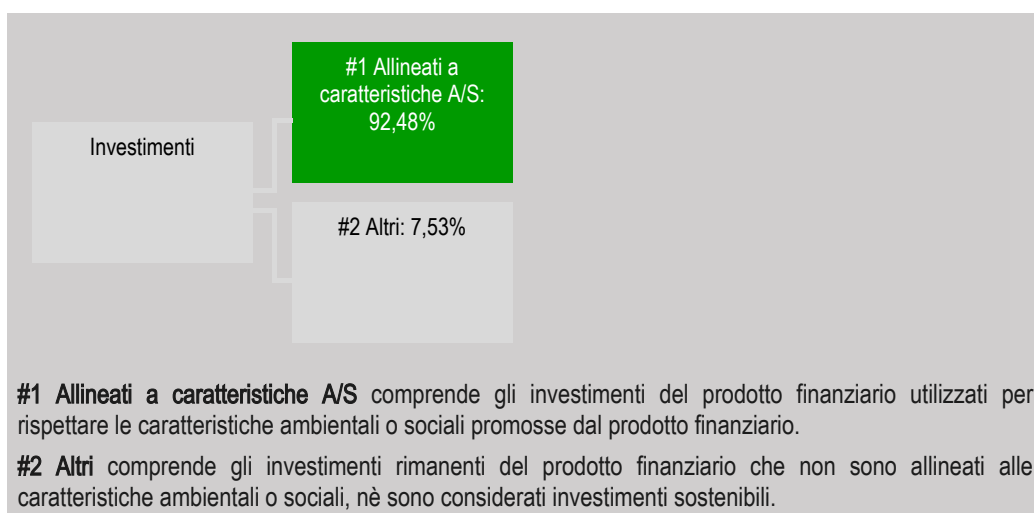 #1 Allineati a
caratteristiche A/S:
92,48%
Investimenti
#2 Altri: 7,53%
#1 Allineati a caratteristiche A/S comprende gli investimenti del prodotto finanziario utilizzati per
rispettare le caratteristiche ambientali o sociali promosse dal prodotto finanziario.
#2 Altri comprende gli investimenti rimanenti del prodotto finanziario che non sono allineati alle
caratteristiche ambientali o sociali, nè sono considerati investimenti sostenibili.